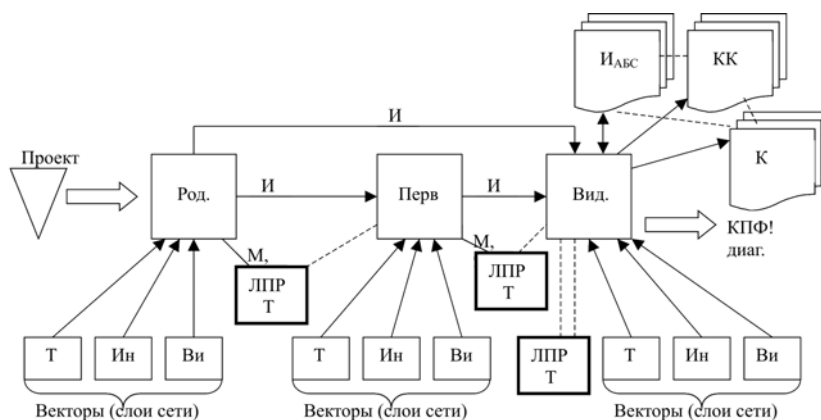 ИАБС
КК
К
И
Проект
Род.
И
Перв
И
Вид.
КПФ!
диаг.
М,
М,
ЛПР
Т
ЛПР
Т
ЛПР
Т
Т
Ин
Ви
Т
Ин
Ви
Т
Ин
Ви
Векторы (слои сети)
Векторы (слои сети)
Векторы (слои сети)